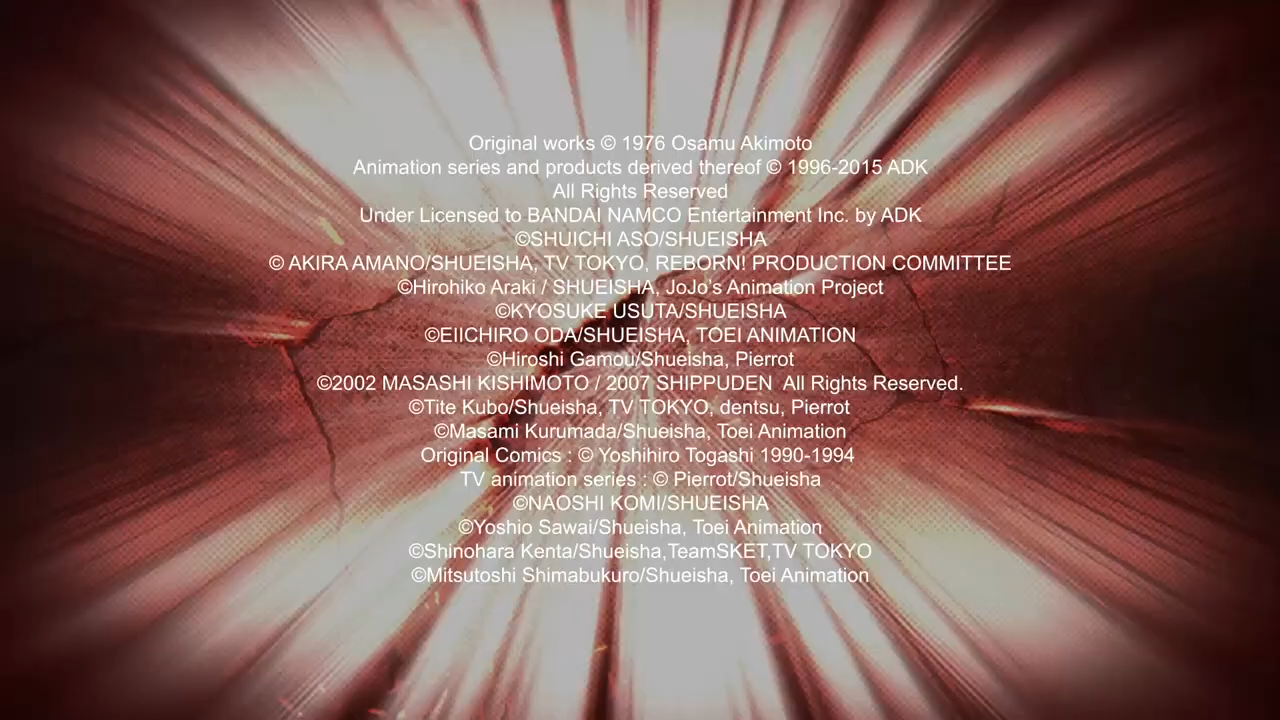 Original works © 1976 Osamu Akimoto
Animation series and products derived thereof © 1996-2015 ADK
All Rights Reserved
Under Licensed to BANDAI NAMCO Entertainment Inc. by ADK
©SHUICHI ASO/SHUEISHA
© AKIRA AMANO/SHUEISHA, TV TOKYO, REBORN! PRODUCTION COMMITTEE
©Hirohiko Araki / SHUEISHA, JoJo's Animation Project
©KYOSUKE USUTA/SHUEISHA
©EIICHIRO ODA/SHUEISHA, TOEI ANIMATION
©Hiroshi Gamou/Shueisha, Pierrot
©2002 MASASHI KISHIMOTO / 2007 SHIPPUDEN  All Rights Reserved.
©Tite Kubo/Shueisha, TV TOKYO, dentsu, Pierrot
©Masami Kurumada/Shueisha, Toei Animation
Original Comics : © Yoshihiro Togashi 1990-1994
TV animation series : © Pierrot/Shueisha
©NAOSHI KOMI/SHUEISHA
©Yoshio Sawai/Shueisha, Toei Animation
©Shinohara Kenta/Shueisha,TeamSKET,TV TOKYO
©Mitsutoshi Shimabukuro/Shueisha, Toei Animation